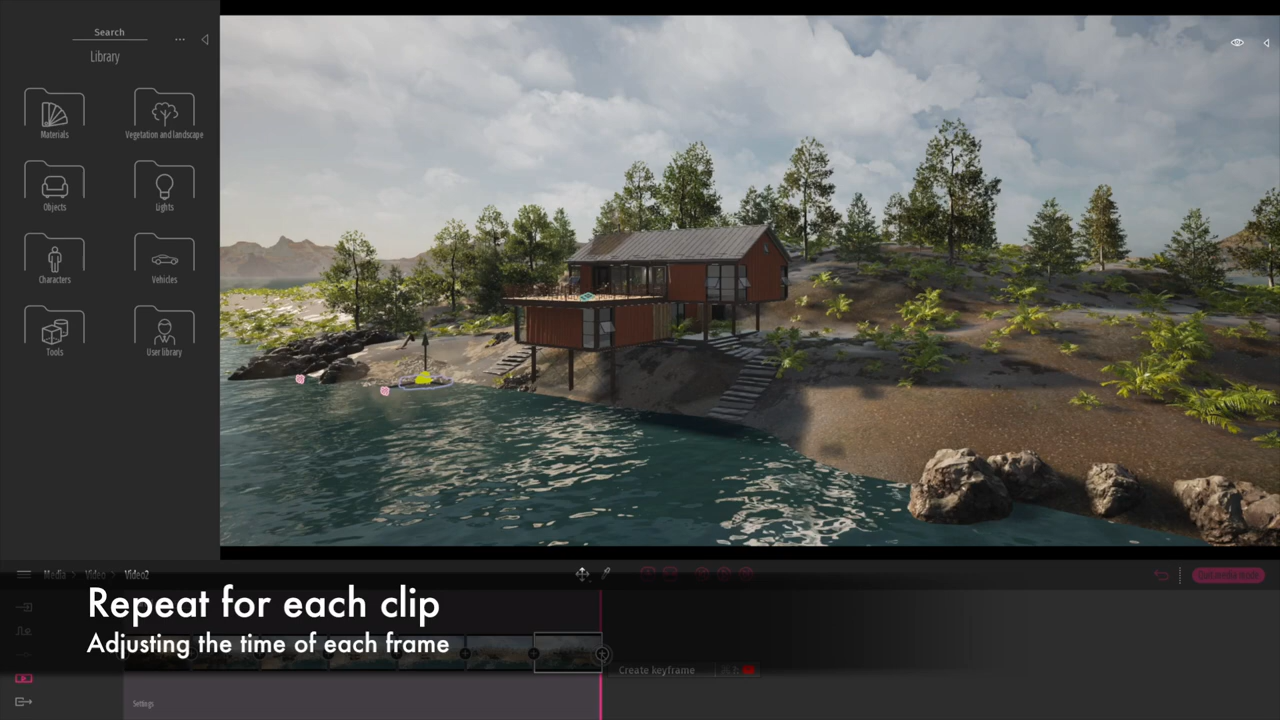 Search
Library
Materials
Vegetation and landscape
Objects
Lights
Characters
Vehicles
Tools
User library
Media > Video > Video2
Repeat for each clip
Adjusting the time of each frame
Create keyframe
Settings